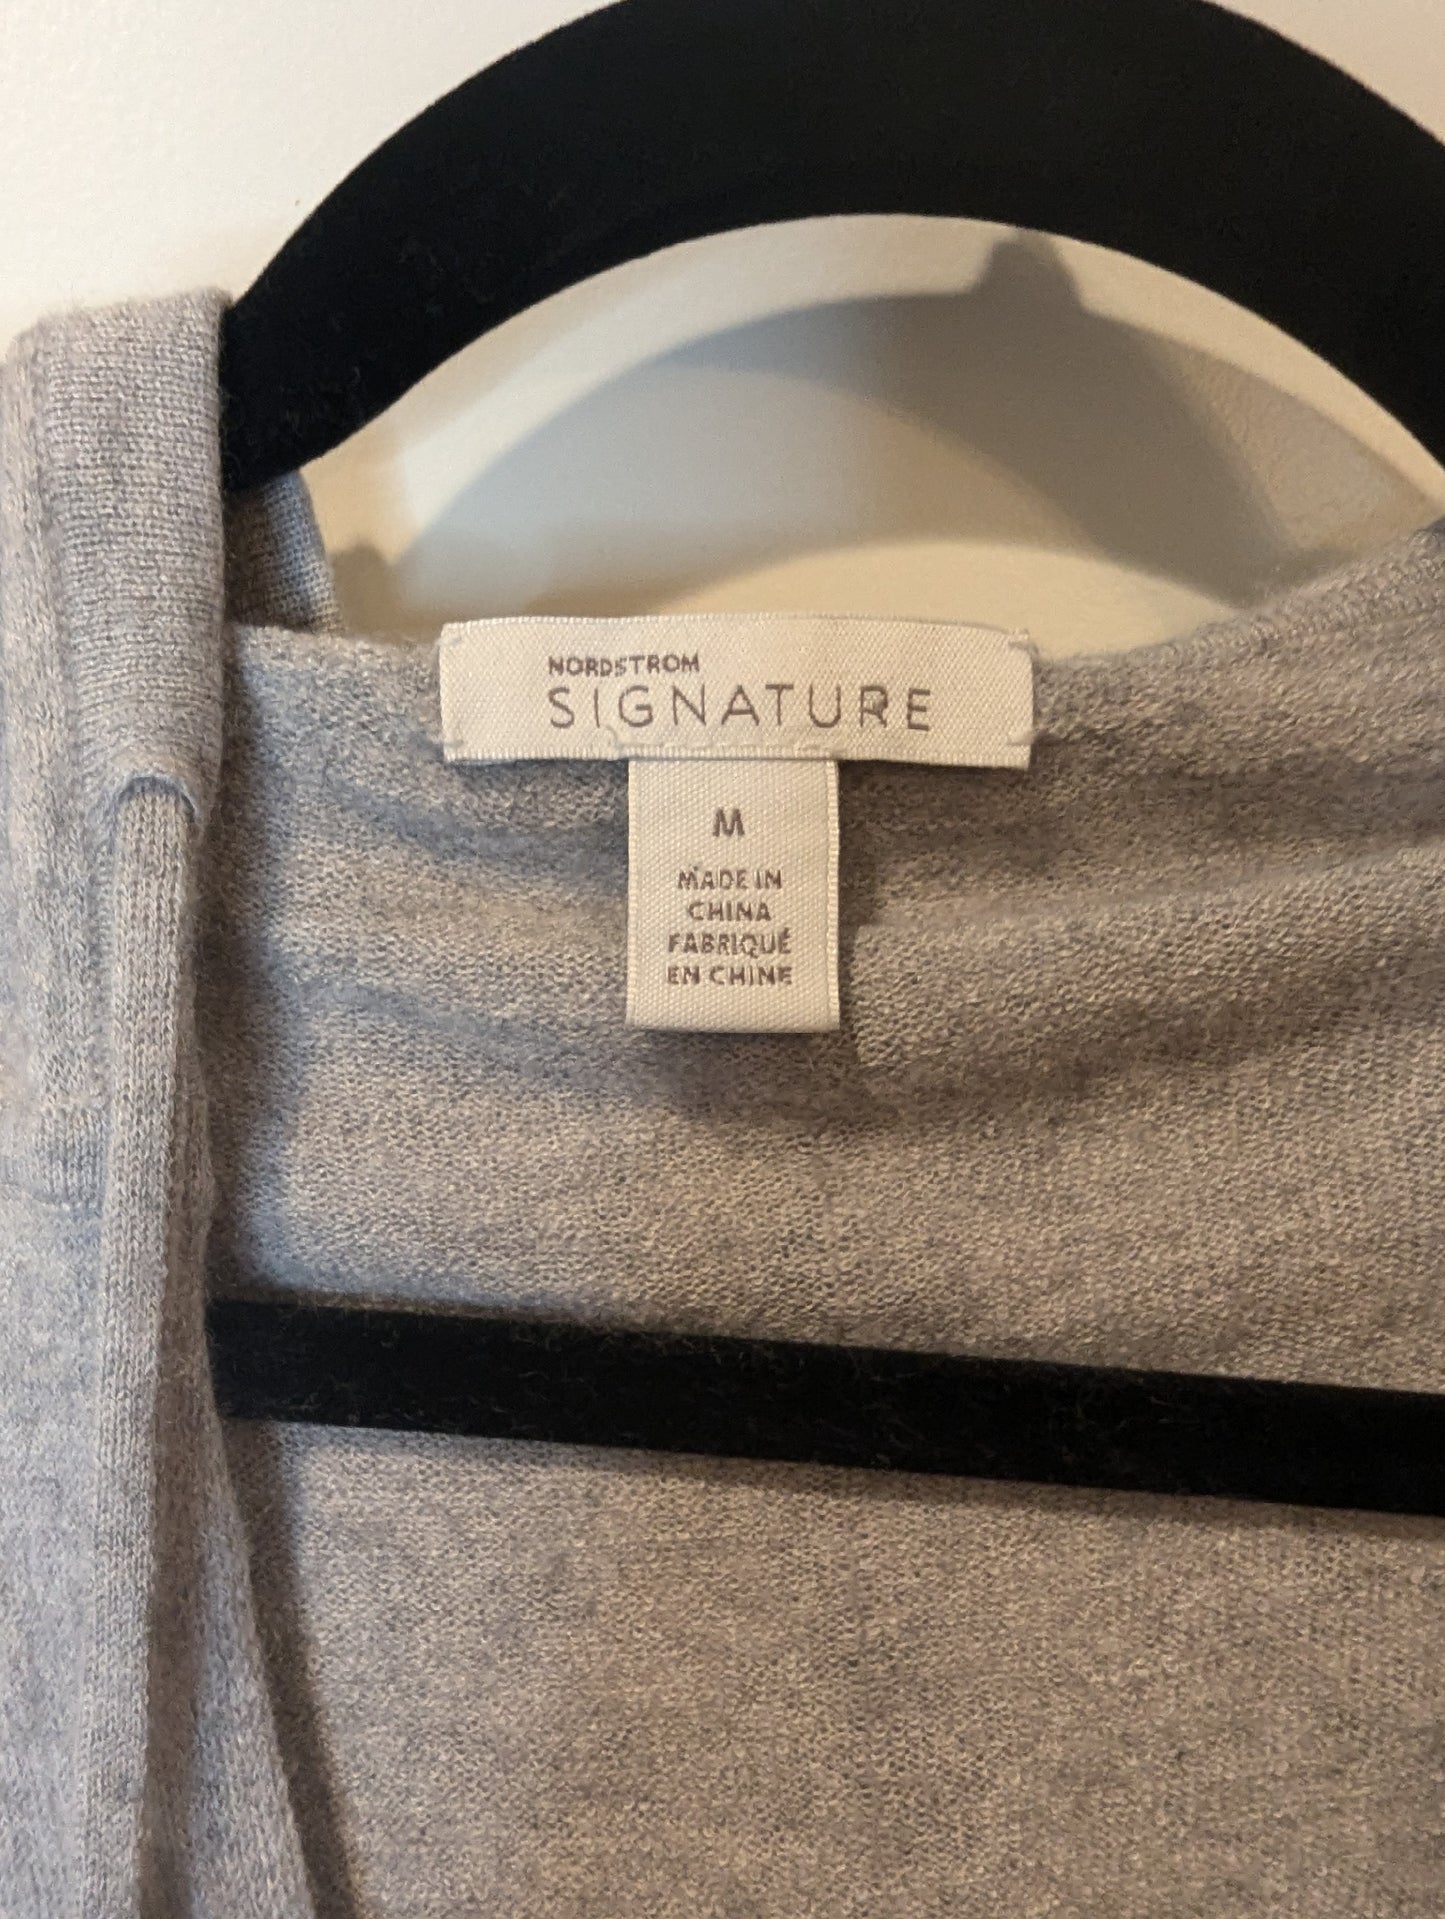 NORDSTROM
SIGNATURE
M
MADE IN
CHINA
FABRIQUÉ
EN CHINE